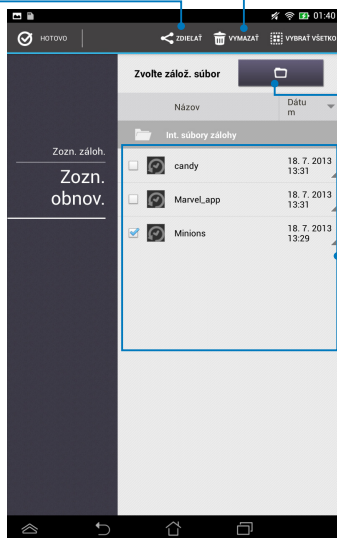 01:40
HOTOVO
ZDIEĽAŤ
VYMAZAŤ
VYBRAŤ VŠETKO
Zvoľte zálož. súbor
Názov
Dátu
m
Int. súbory zálohy
Zozn. záloh.
Zozn.
obnov.
candy
18. 7. 2013
13:31
Marvel_app
18. 7. 2013
13:31
Minions
18. 7. 2013
13:29